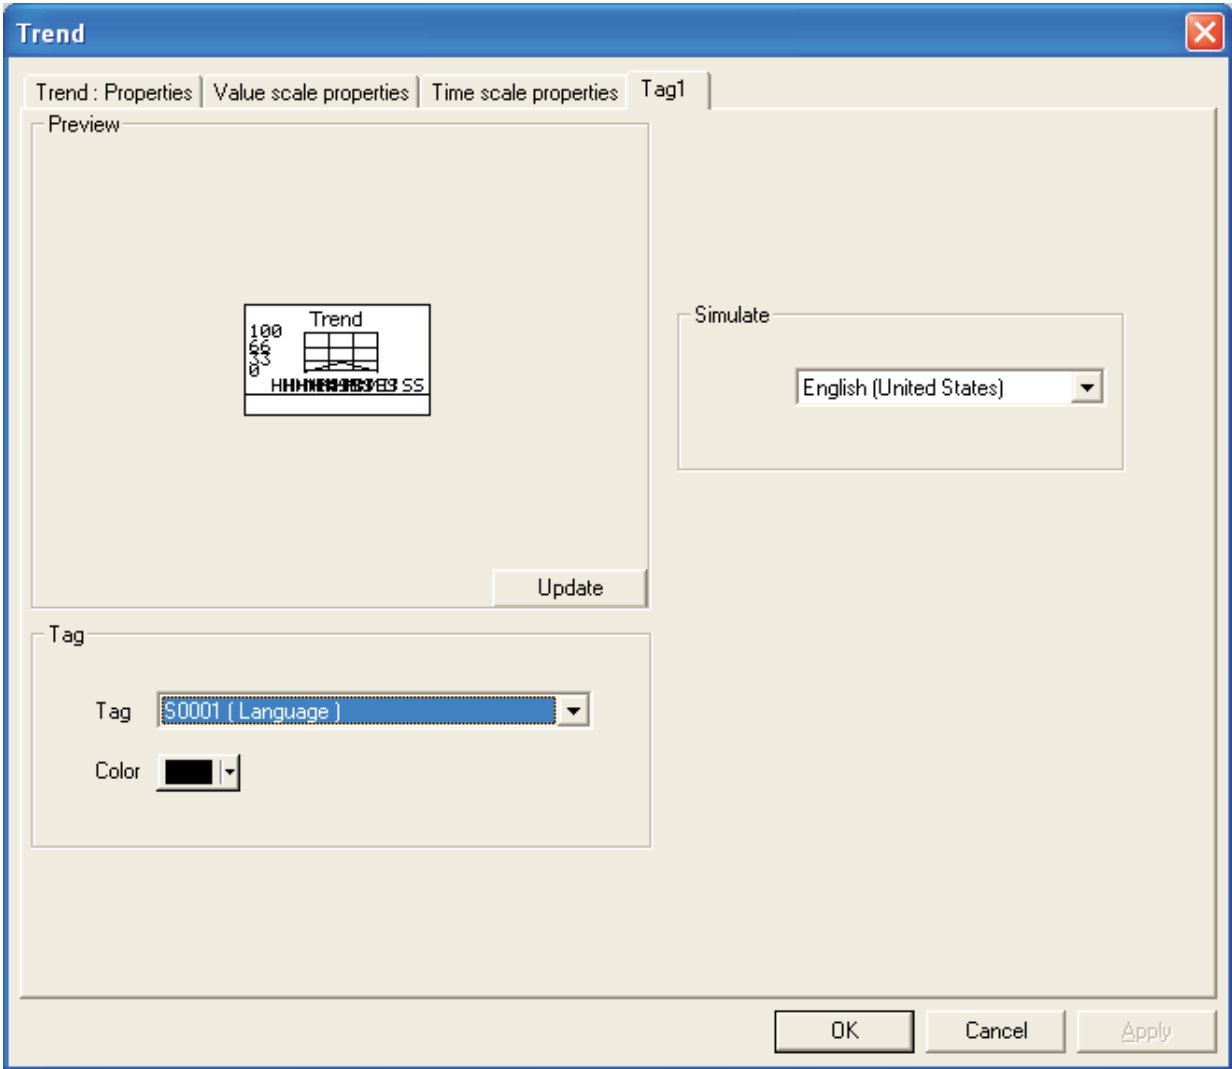 Trend
Trend : Properties Value scale properties Time scale properties Tag1
Preview
Trend
100
66
33
0
SS
Update
Simulate
English (United States)
Tag
Tag S0001 ( Language )
Color
OK Cancel Apply